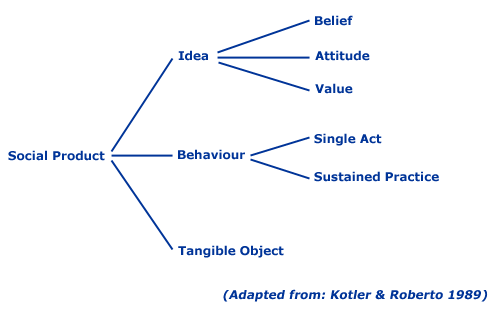 Belief
Idea
Attitude
Value
Single Act
Social Product
Behaviour
Sustained Practice
Tangible Object
(Adapted from: Kotler & Roberto 1989)